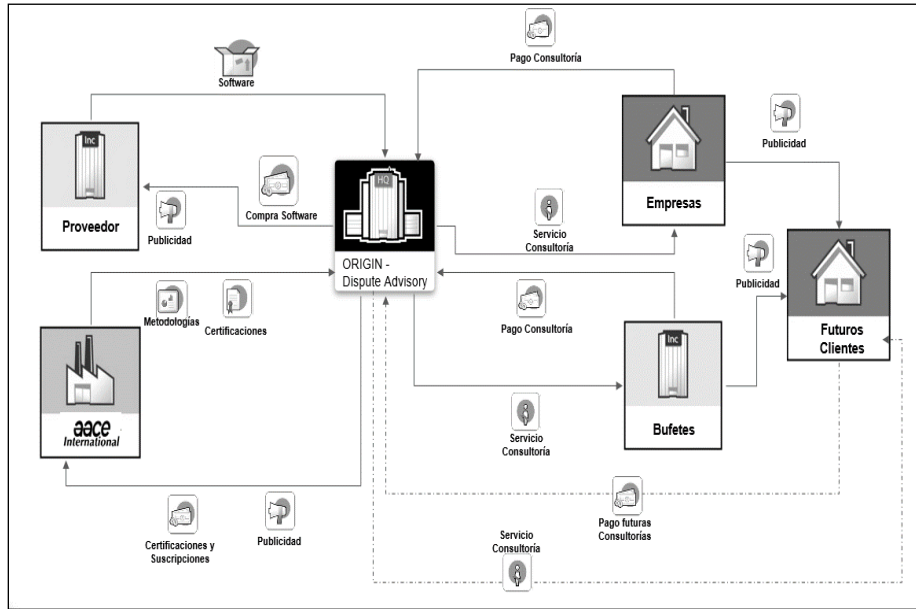 Pago Consultoría
Software
Inc
Proveedor
Publicidad
Compra Software
HQ
ORIGIN -
Dispute Advisory
Servicio
Consultoría
Empresas
Publicidad
Publicidad
Futuros
Clientes
Metodologías
Certificaciones
Pago Consultoría
aace
International
Inc
Bufetes
Servicio
Consultoría
Certificaciones y
Suscripciones
Publicidad
Pago futuras
Consultorías
Servicio
Consultoría